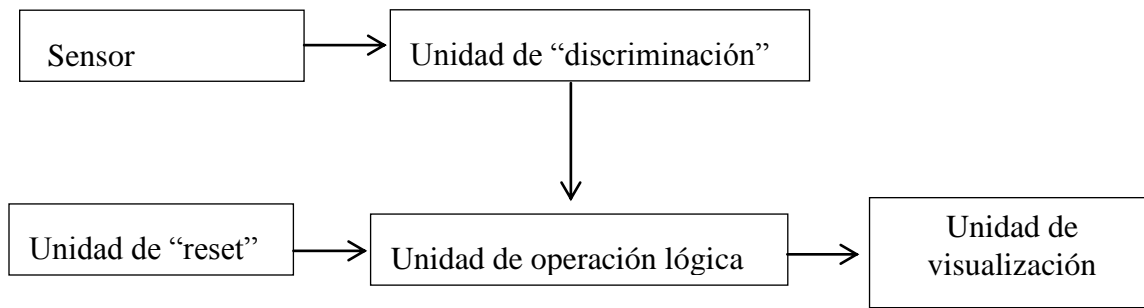 Sensor
Unidad de “discriminación”
Unidad de “reset”
Unidad de operación lógica
Unidad de
visualización